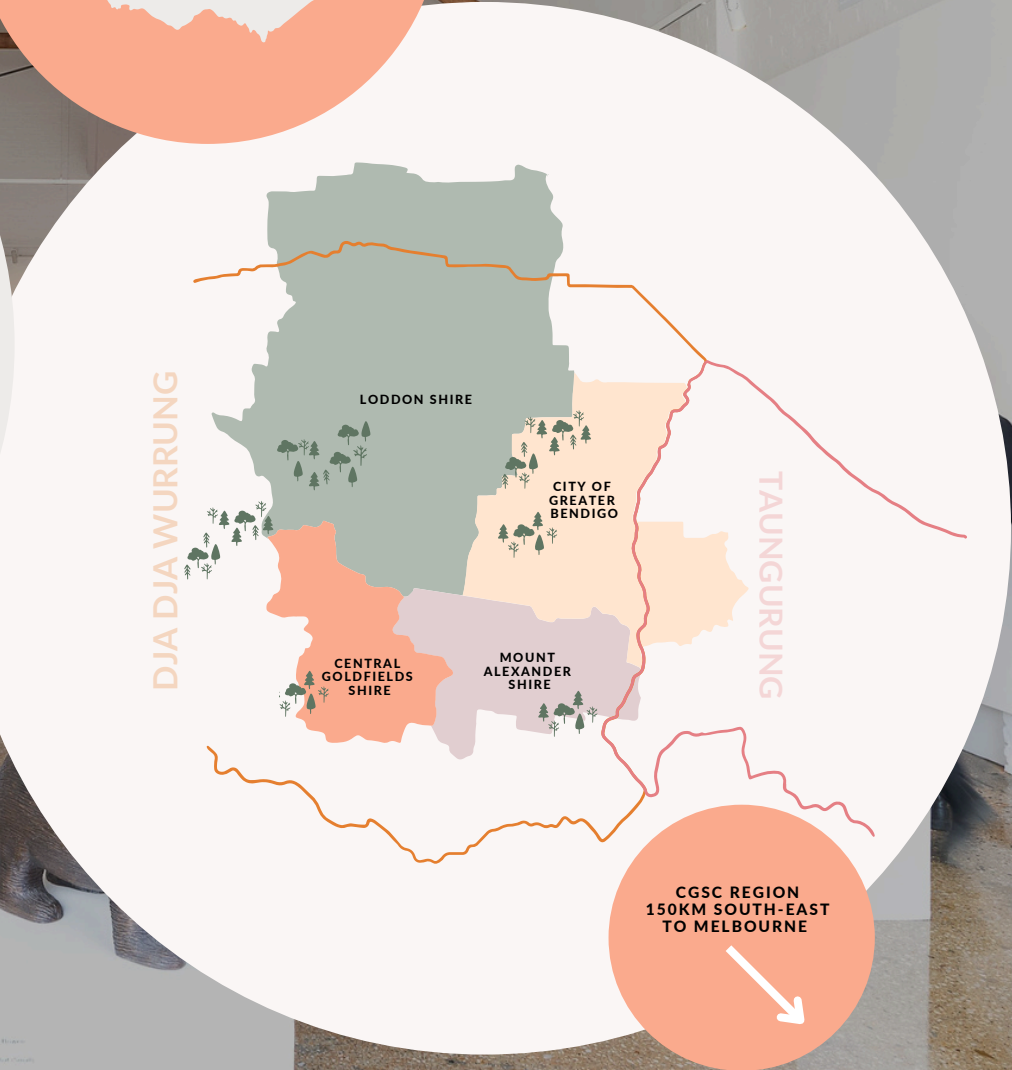 LODDON SHIRE
DJA DJA WURRUNG
CITY OF
GREATER
BENDIGO
TAUNGURUNG
CENTRAL
GOLDFIELDS
SHIRE
MOUNT
ALEXANDER
SHIRE
CGSC REGION
150KM SOUTH-EAST
TO MELBOURNE